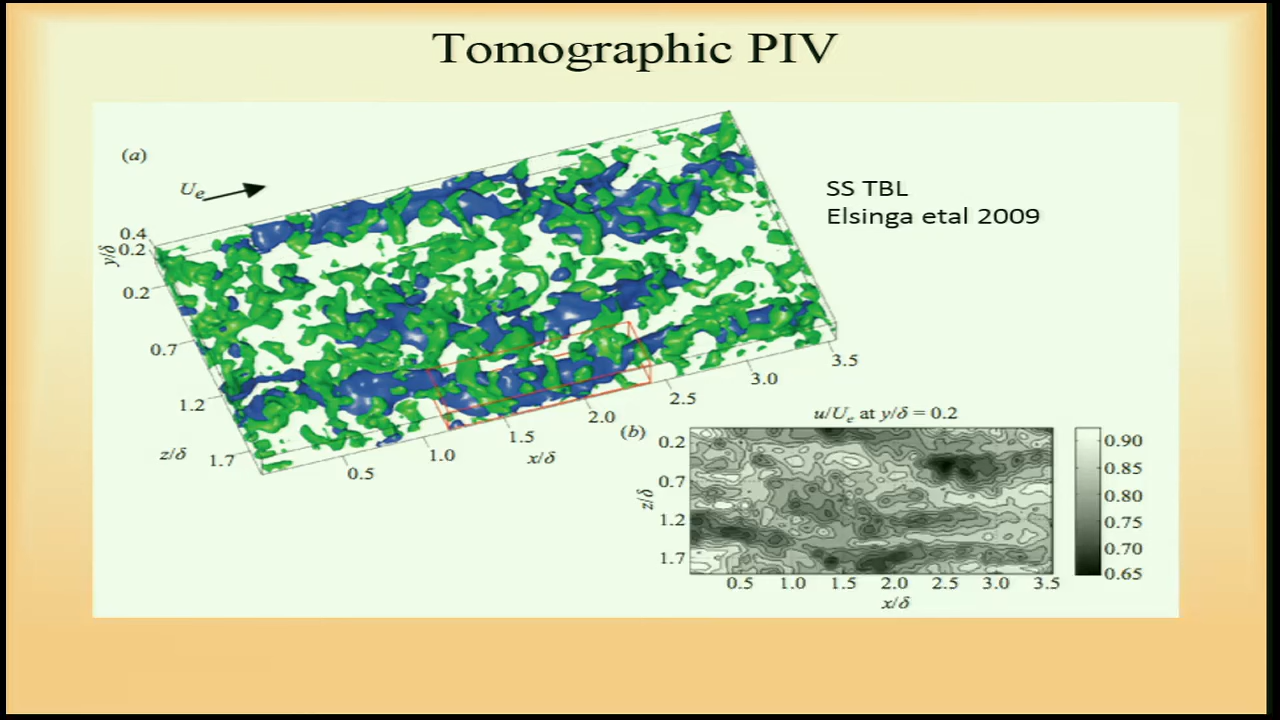 Tomographic PIV
(a)
Ue
SS TBL
Elsinga etal 2009
0.4
0.2
y/δ
0.2
0.7
1.2
1.7
z/δ
0.5
1.0
1.5
2.0
2.5
3.0
3.5
x/δ
(b)
u/Ue at y/δ = 0.2
0.2
0.7
1.2
1.7
z/δ
0.5 1.0 1.5 2.0 2.5 3.0 3.5
x/δ
0.90
0.85
0.80
0.75
0.70
0.65